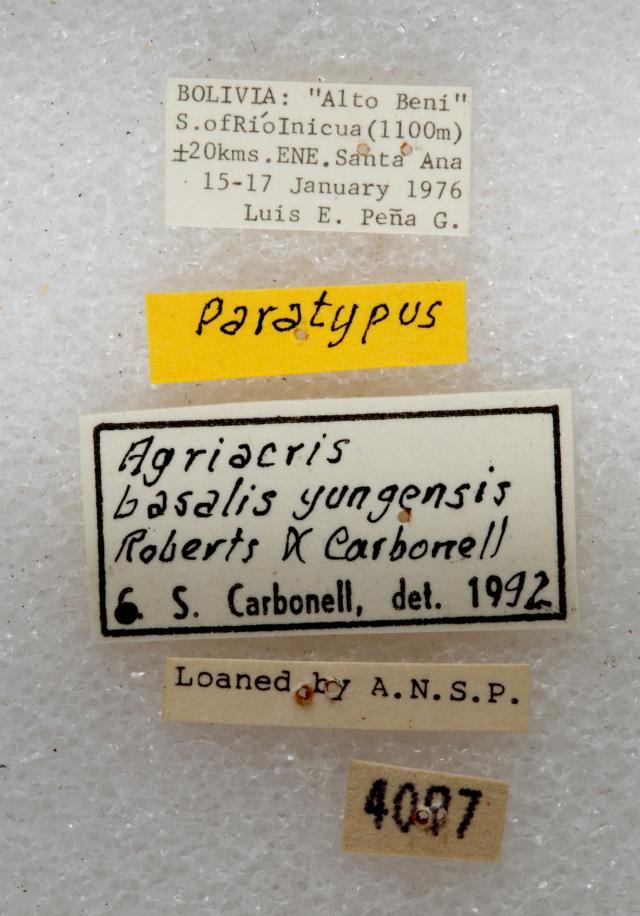 BOLIVIA: "Alto Beni"
S.ofRíoInicua(1100m)
±20kms.ENE.Santa Ana
15-17 January 1976
Luis E. Peña G.
Paratypus
Agriacris
basalis yungensis
Roberts & Carbonell
C. S. Carbonell, det. 1992
Loaned by A.N.S.P.